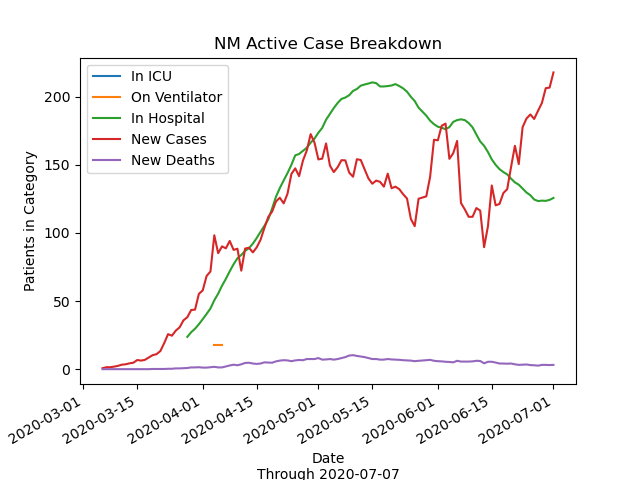 NM Active Case Breakdown
In ICU
On Ventilator
In Hospital
New Cases
New Deaths
Patients in Category
200
150
100
50
0
2020-03-01
2020-03-15
2020-04-01
2020-04-15
2020-05-01
2020-05-15
2020-06-01
2020-06-15
2020-07-01
Date
Through 2020-07-07